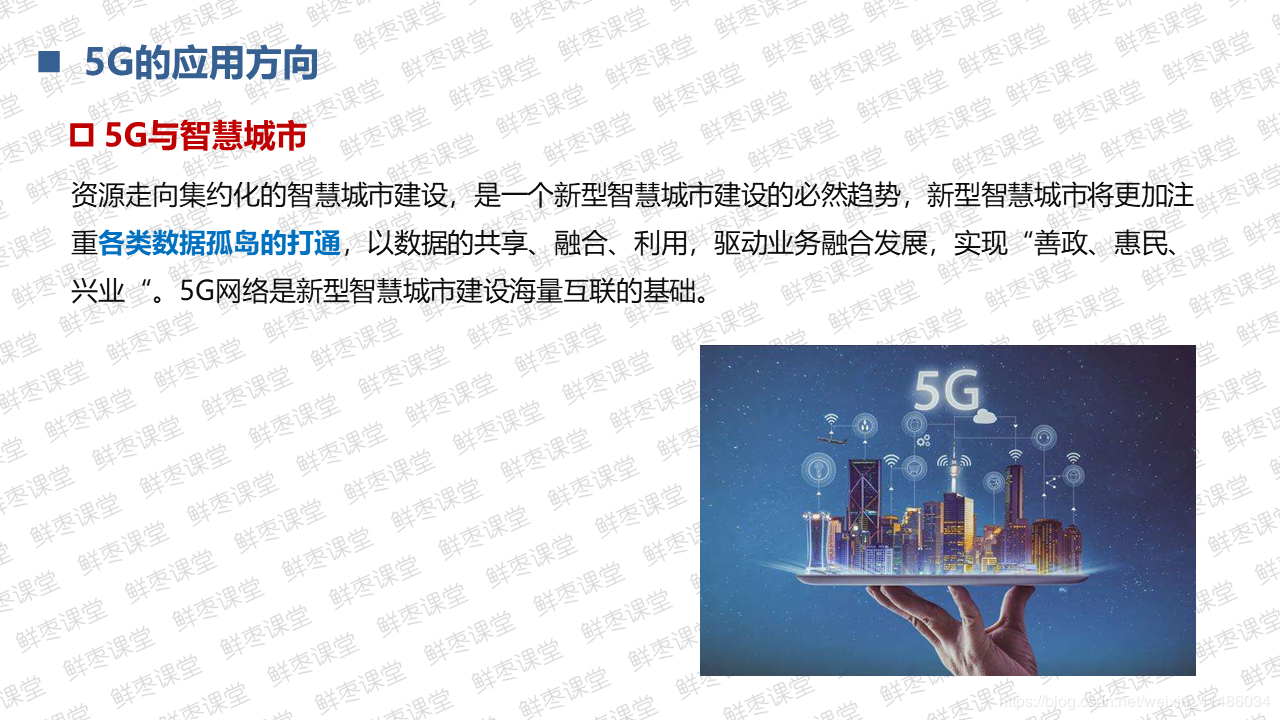 5G的应用方向
5G与智慧城市
资源走向集约化的智慧城市建设，是一个新型智慧城市建设的必然趋势，新型智慧城市将更加注
重各类数据孤岛的打通，以数据的共享、融合、利用，驱动业务融合发展，实现“善政、惠民、
兴业“。5G网络是新型智慧城市建设海量互联的基础。
5G
鲜枣课堂